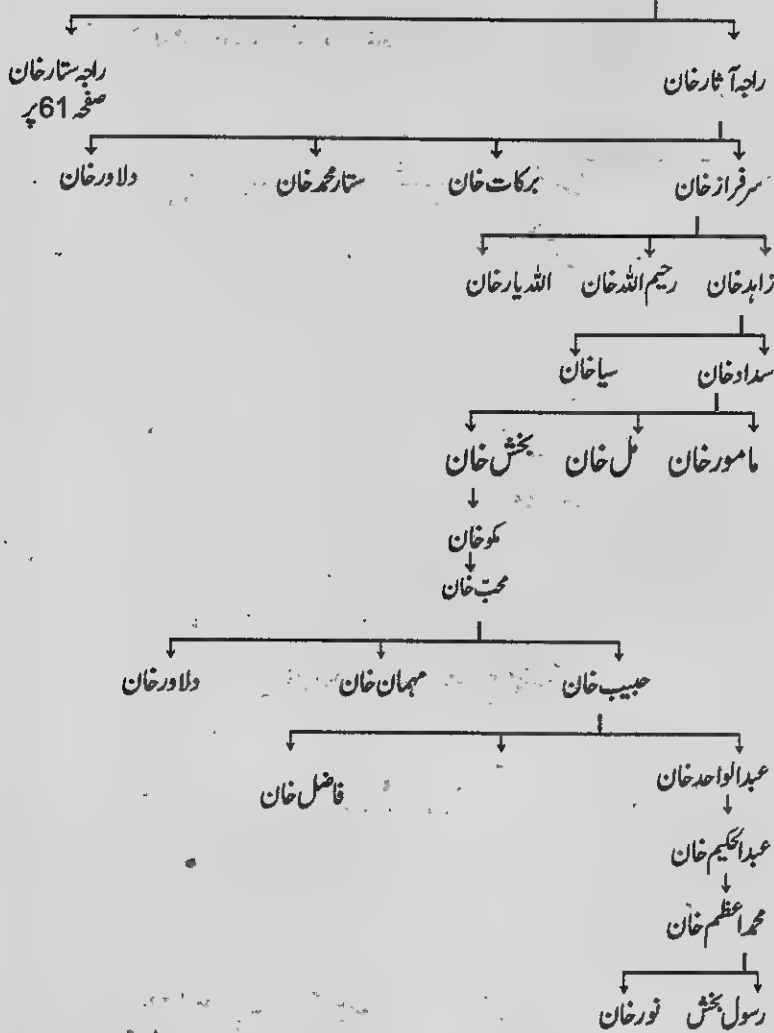 راجہ آثار خان راجہ ستار خان
صفحہ 61 پر
سرفراز خان برکات خان ستار محمد خان دلاور خان
زاہد خان رحیم اللہ خان اللہ یار خان
سداد خان سیا خان
مامور خان مل خان بخش خان
مکو خان
محب خان
حبیب خان مہمان خان دلاور خان
عبدالواحد خان فاضل خان
عبدالحکیم خان
محمد اعظم خان
رسول بخش نور خان